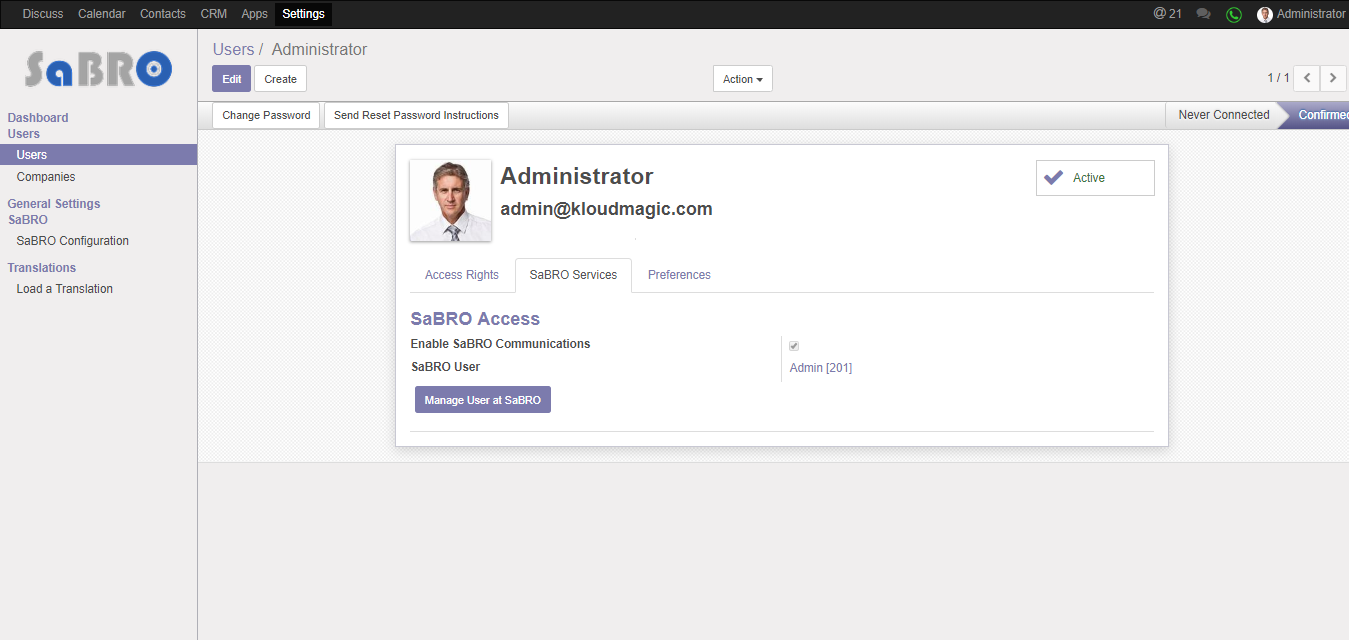 Discuss Calendar Contacts CRM Apps Settings @ 21 Administrator
SaBRO
Users / Administrator
Edit Create Action 1 / 1
Change Password Send Reset Password Instructions Never Connected Confirmed
Dashboard
Users
Users
Companies
General Settings
SaBRO
SaBRO Configuration
Translations
Load a Translation
Administrator
admin@kloudmagic.com
Active
Access Rights SaBRO Services Preferences
SaBRO Access
Enable SaBRO Communications
SaBRO User Admin [201]
Manage User at SaBRO